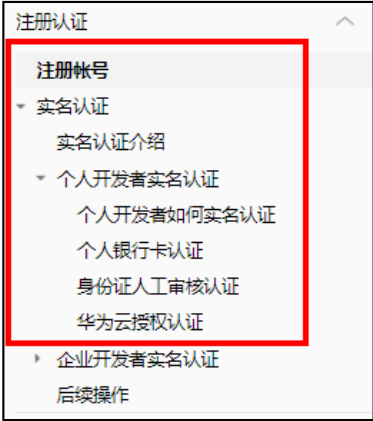 注册认证
注册帐号
实名认证
实名认证介绍
个人开发者实名认证
个人开发者如何实名认证
个人银行卡认证
身份证人工审核认证
华为云授权认证
企业开发者实名认证
后续操作